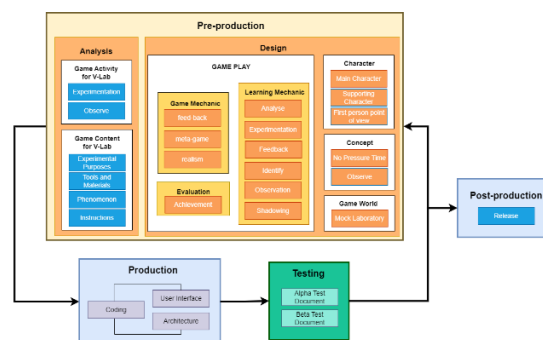 Pre-production
Analysis
Game Activity
for V-Lab
Experimentation
Observe
Game Content
for V-Lab
Experimental
Purposes
Tools and
Materials
Phenomenon
Instructions
Design
GAME PLAY
Game Mechanic
feed back
meta-game
realism
Evaluation
Achievement
Learning Mechanic
Analyse
Experimentation
Feedback
Identify
Observation
Shadowing
Character
Main Character
Supporting
Character
First person point
of view
Concept
No Pressure Time
Observe
Game World
Mock Laboratory
Post-production
Release
Production
Coding
User Interface
Architecture
Testing
Alpha Test
Document
Beta Test
Document